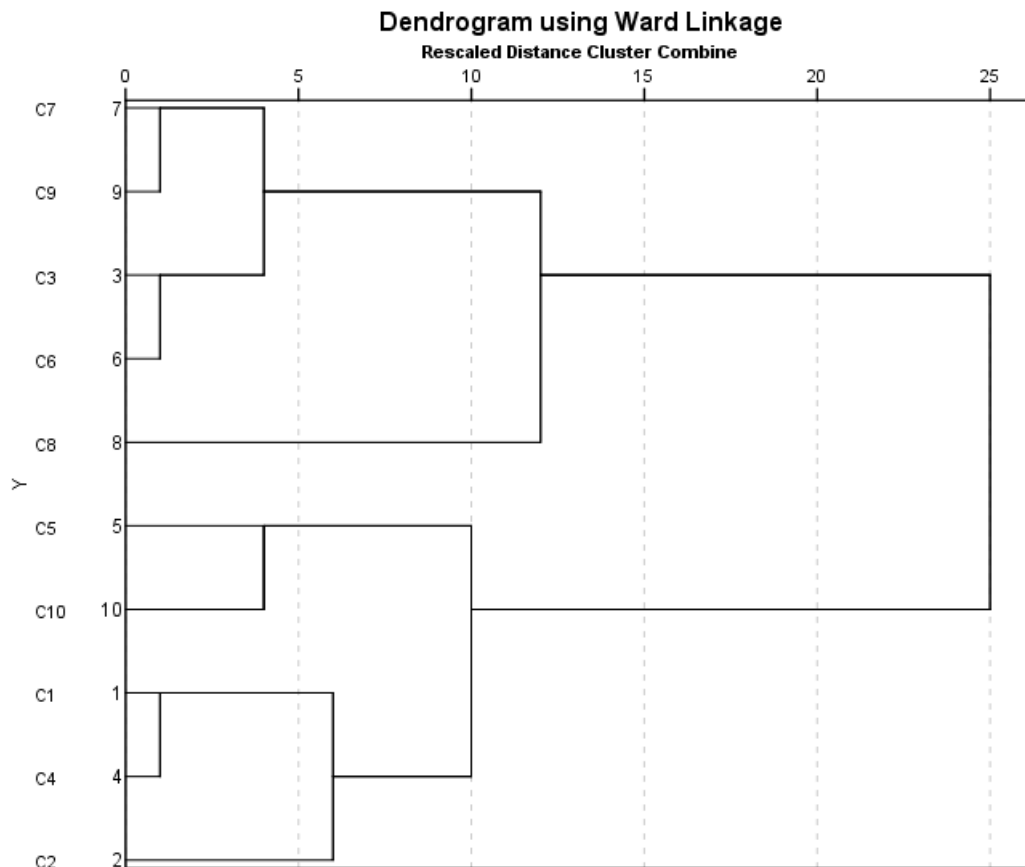 Dendrogram using Ward Linkage
Rescaled Distance Cluster Combine
0 5 10 15 20 25
C7 7
C9 9
C3 3
C6 6
C8 8
Y
C5 5
C10 10
C1 1
C4 4
C2 2